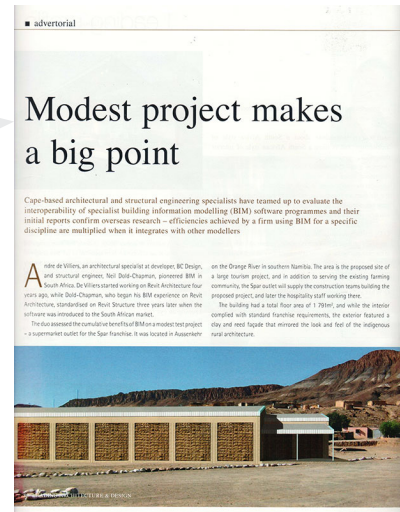 ■ advertorial
Modest project makes
a big point
Cape-based architectural and structural engineering specialists have teamed up to evaluate the
interoperability of specialist building information modelling (BIM) software programmes and their
initial reports confirm overseas research – efficiencies achieved by a firm using BIM for a specific
discipline are multiplied when it integrates with other modellers
Andre de Villiers, an architectural specialist at developer, BC Design,
and structural engineer, Neil Dold-Chapman, pioneered BIM in
South Africa. De Villiers started working on Revit Architecture four
years ago, while Dold-Chapman, who began his BIM experience on Revit
Architecture, standardised on Revit Structure three years later when the
software was introduced to the South African market.
The duo assessed the cumulative benefits of BIM on a modest test project
– a supermarket outlet for the Spar franchise. It was located in Aussenkehr
on the Orange River in southern Namibia. The area is the proposed site of
a large tourism project, and in addition to serving the existing farming
community, the Spar outlet will supply the construction teams building the
proposed project, and later the hospitality staff working there.
The building had a total floor area of 1 791m², and while the interior
complied with standard franchise requirements, the exterior featured a
clay and reed façade that mirrored the look and feel of the indigenous
rural architecture.
ARCHITECTURE & DESIGN